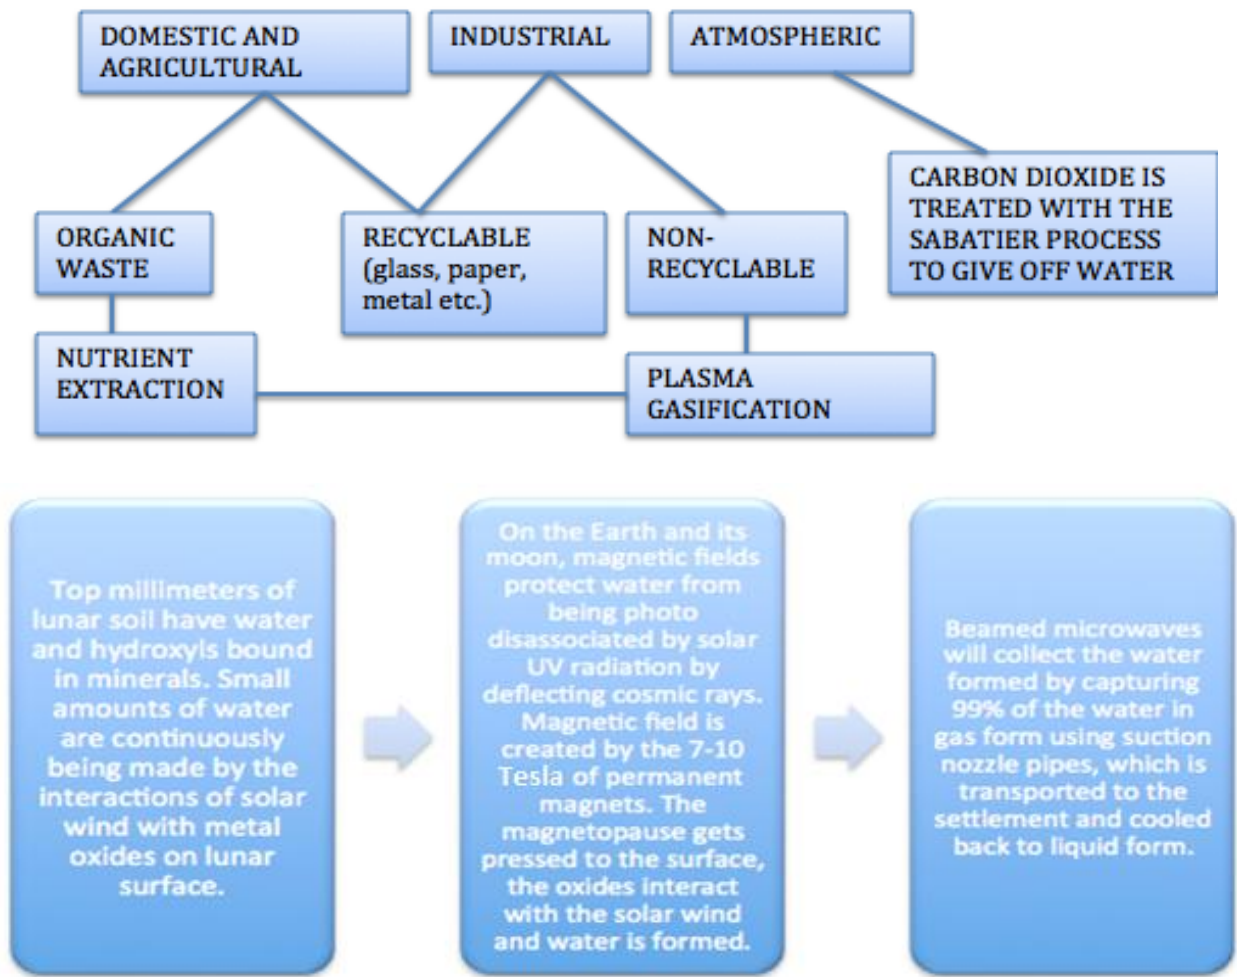 DOMESTIC AND
AGRICULTURAL
INDUSTRIAL
ATMOSPHERIC
ORGANIC
WASTE
RECYCLABLE
(glass, paper,
metal etc.)
NON-
RECYCLABLE
CARBON DIOXIDE IS
TREATED WITH THE
SABATIER PROCESS
TO GIVE OFF WATER
NUTRIENT
EXTRACTION
PLASMA
GASIFICATION
Top millimeters of
lunar soil have water
and hydroxyls bound
in minerals. Small
amounts of water
are continuously
being made by the
interactions of solar
wind with metal
oxides on lunar
surface.
On the Earth and its
moon, magnetic fields
protect water from
being photo
disassociated by solar
UV radiation by
deflecting cosmic rays.
Magnetic field is
created by the 7-10
Tesla of permanent
magnets. The
magnetopause gets
pressed to the surface,
the oxides interact
with the solar wind
and water is formed.
Beamed microwaves
will collect the water
formed by capturing
99% of the water in
gas form using suction
nozzle pipes, which is
transported to the
settlement and cooled
back to liquid form.